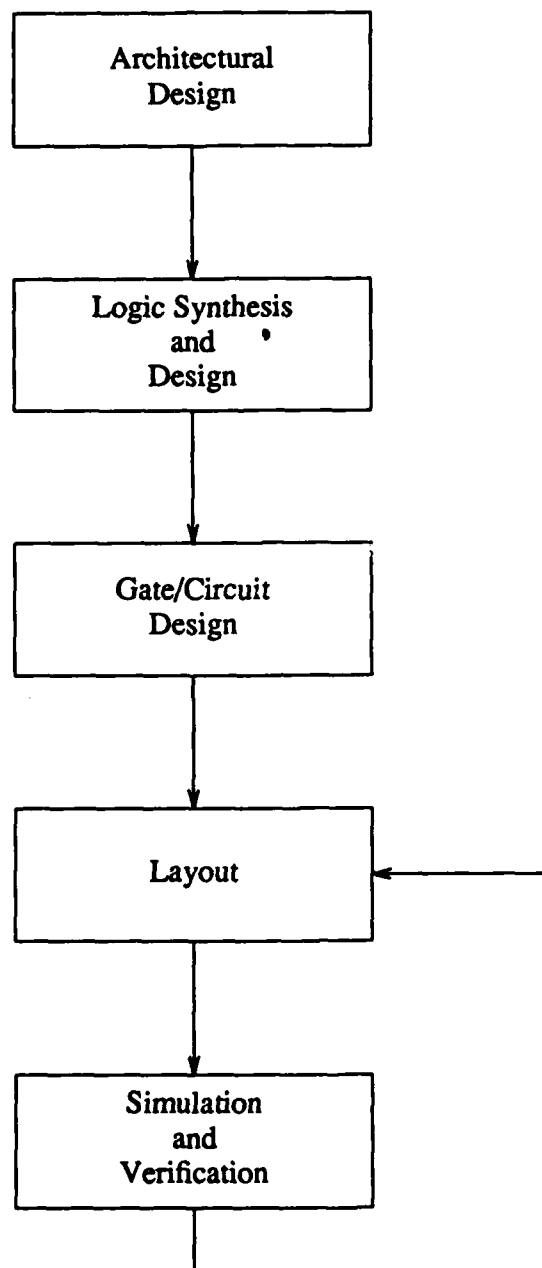 Architectural
Design
Logic Synthesis
and
Design
Gate/Circuit
Design
Layout
Simulation
and
Verification